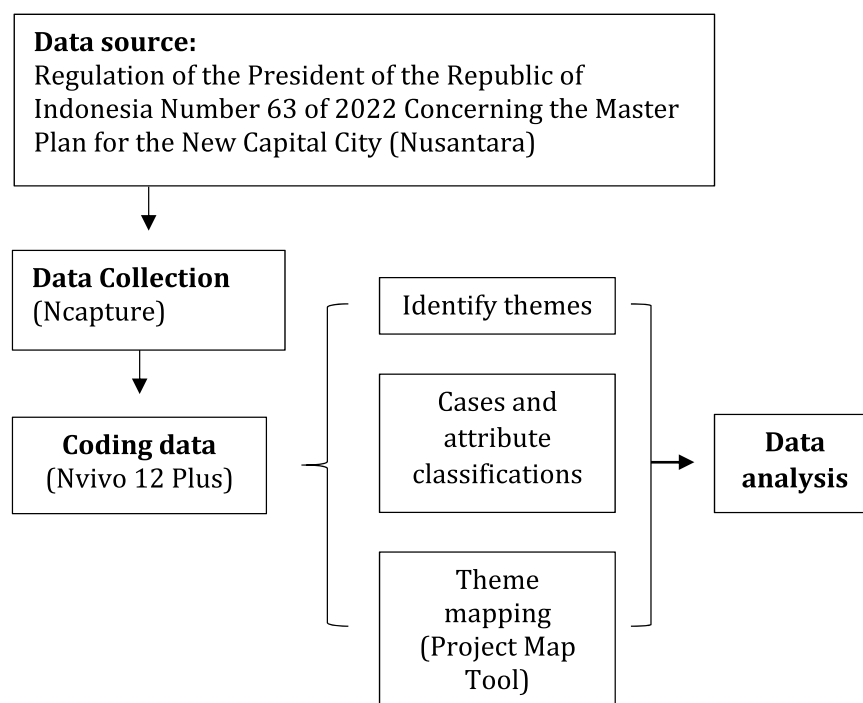 Data source:
Regulation of the President of the Republic of
Indonesia Number 63 of 2022 Concerning the Master
Plan for the New Capital City (Nusantara)
Data Collection
(Ncapture)
Coding data
(Nvivo 12 Plus)
Identify themes
Cases and
attribute
classifications
Theme
mapping
(Project Map
Tool)
Data
analysis